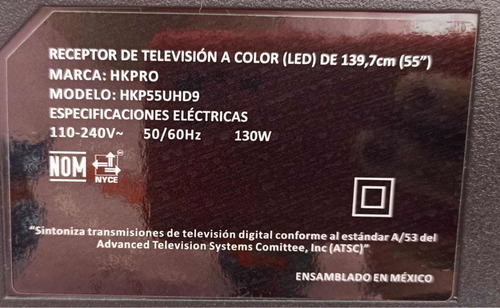 RECEPTOR DE TELEVISIÓN A COLOR (LED) DE 139,7cm (55”)
MARCA: HKPRO
MODELO: HKP55UHD9
ESPECIFICACIONES ELÉCTRICAS
110-240V~ 50/60Hz 130W
NOM
NYCE
“Sintoniza transmisiones de televisión digital conforme al estándar A/53 del
Advanced Television Systems Comittee, Inc (ATSC)”
ENSAMBLADO EN MÉXICO